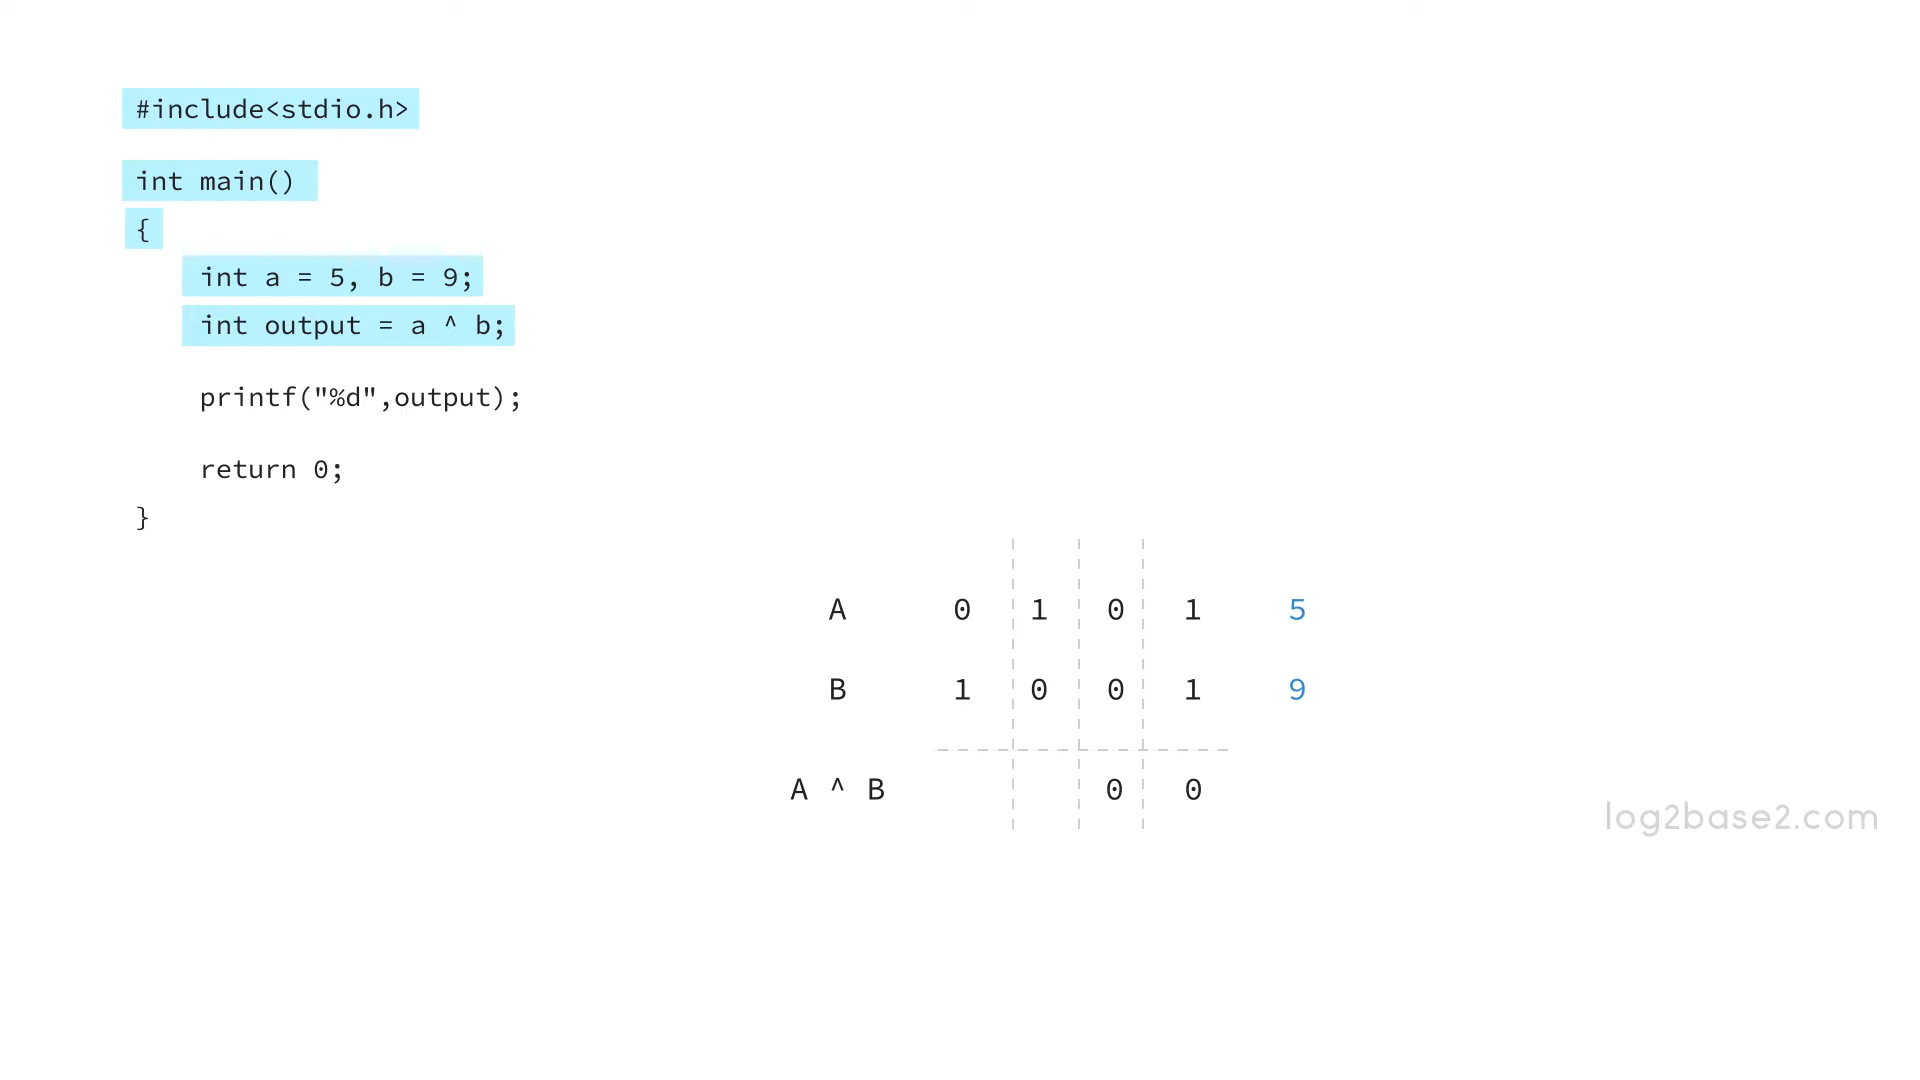 #include<stdio.h>
int main()
{
int a = 5, b = 9;
int output = a ^ b;
printf("%d",output);
return 0;
}
A 0 1 0 1 5
B 1 0 0 1 9
A ^ B 0 0
log2base2.com